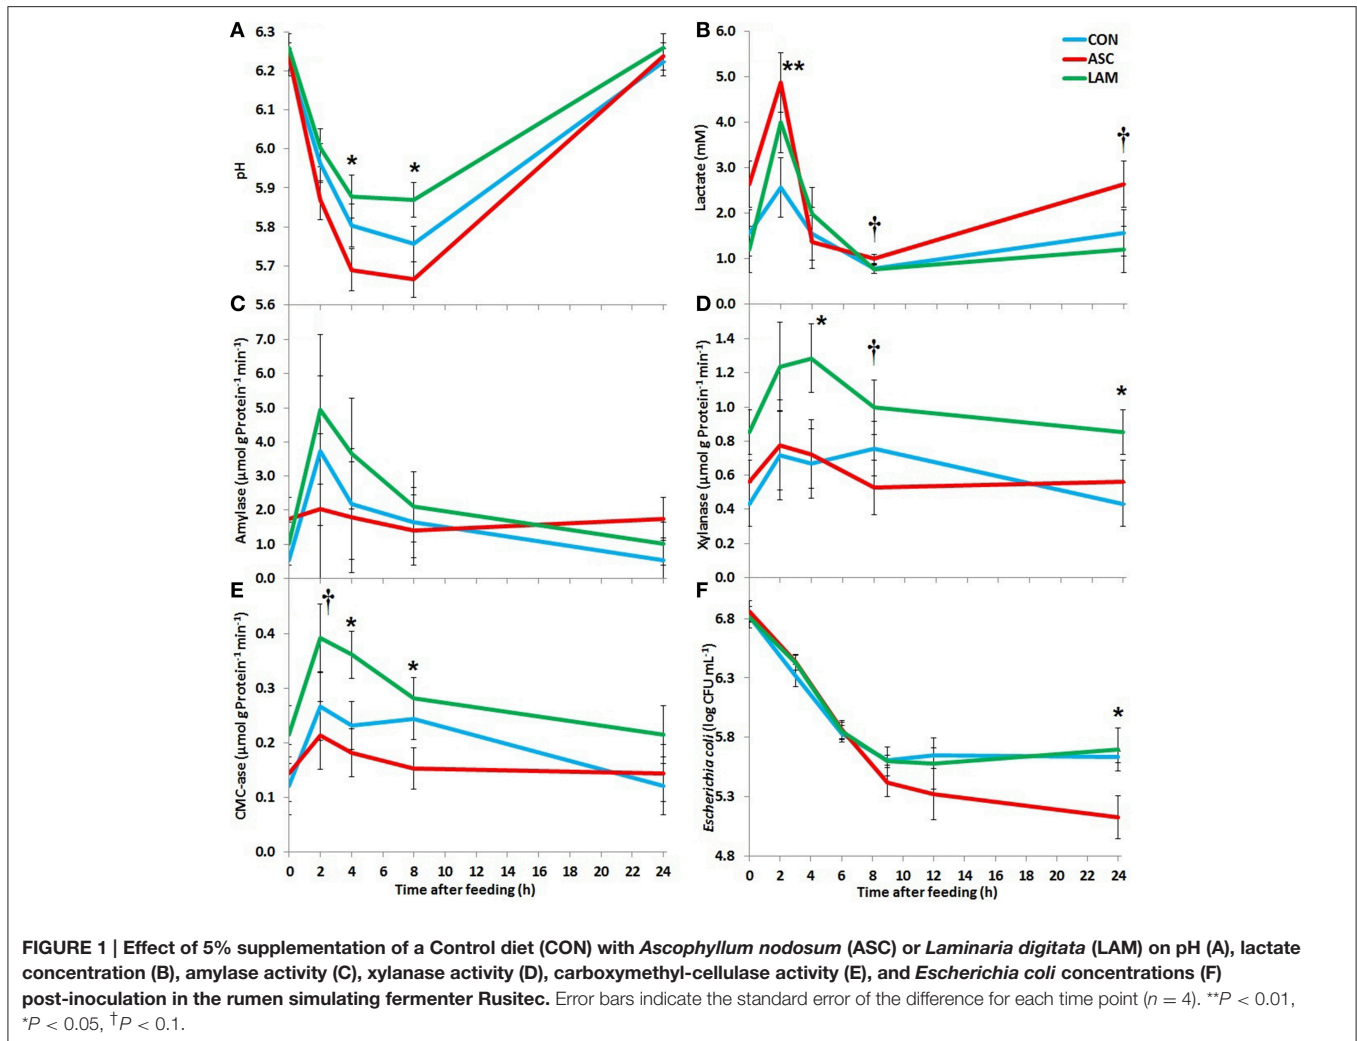 A
6.3
6.2
6.1
6.0
5.9
5.8
5.7
5.6
pH
*
*
B
6.0
5.0
4.0
3.0
2.0
1.0
0.0
Lactate (mM)
**
†
†
CON
ASC
LAM
C
7.0
5.0
4.0
3.0
2.0
1.0
0.0
Amylase (µmol g Protein⁻¹ min⁻¹)
D
1.4
1.2
1.0
0.8
0.6
0.4
0.2
0.0
Xylanase (µmol g Protein⁻¹ min⁻¹)
*
†
*
E
0.4
0.3
0.2
0.1
0.0
CMC-ase (µmol g Protein⁻¹ min⁻¹)
†
*
*
0 2 4 6 8 10 12 14 16 18 20 22 24
Time after feeding (h)
F
6.8
6.3
5.8
5.3
4.8
Escherichia coli (log CFU mL⁻¹)
*
0 2 4 6 8 10 12 14 16 18 20 22 24
Time after feeding (h)
FIGURE 1 | Effect of 5% supplementation of a Control diet (CON) with Ascophyllum nodosum (ASC) or Laminaria digitata (LAM) on pH (A), lactate
concentration (B), amylase activity (C), xylanase activity (D), carboxymethyl-cellulase activity (E), and Escherichia coli concentrations (F)
post-inoculation in the rumen simulating fermenter Rusitec. Error bars indicate the standard error of the difference for each time point (n = 4). **P < 0.01,
*P < 0.05, †P < 0.1.